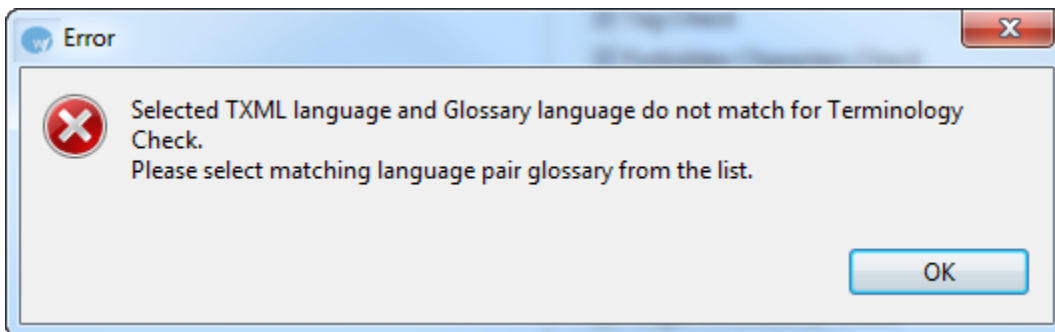 Error
Selected TXML language and Glossary language do not match for Terminology
Check.
Please select matching language pair glossary from the list.
OK